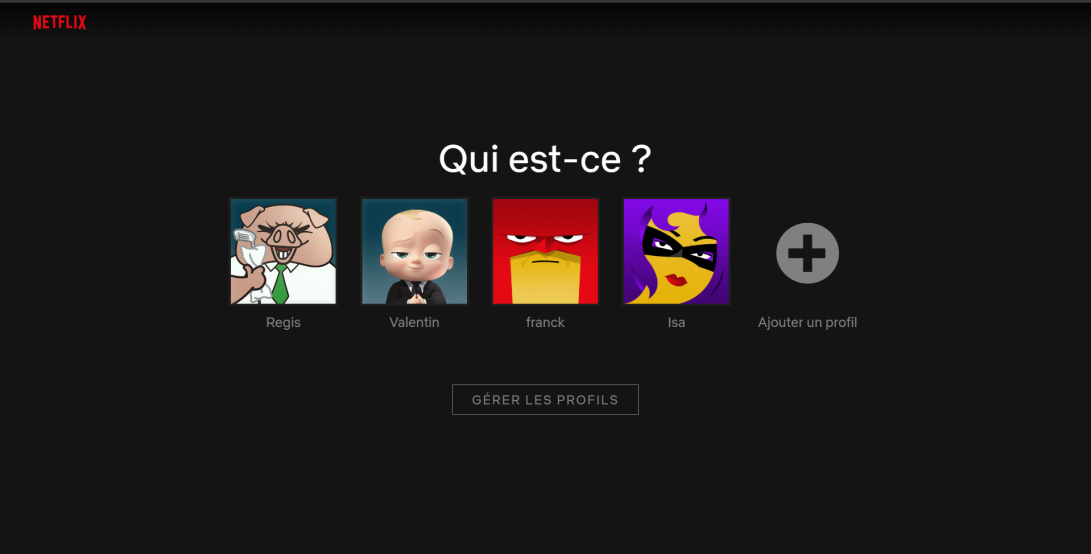 NETFLIX
Qui est-ce ?
Regis
Valentin
franck
Isa
Ajouter un profil
GÉRER LES PROFILS